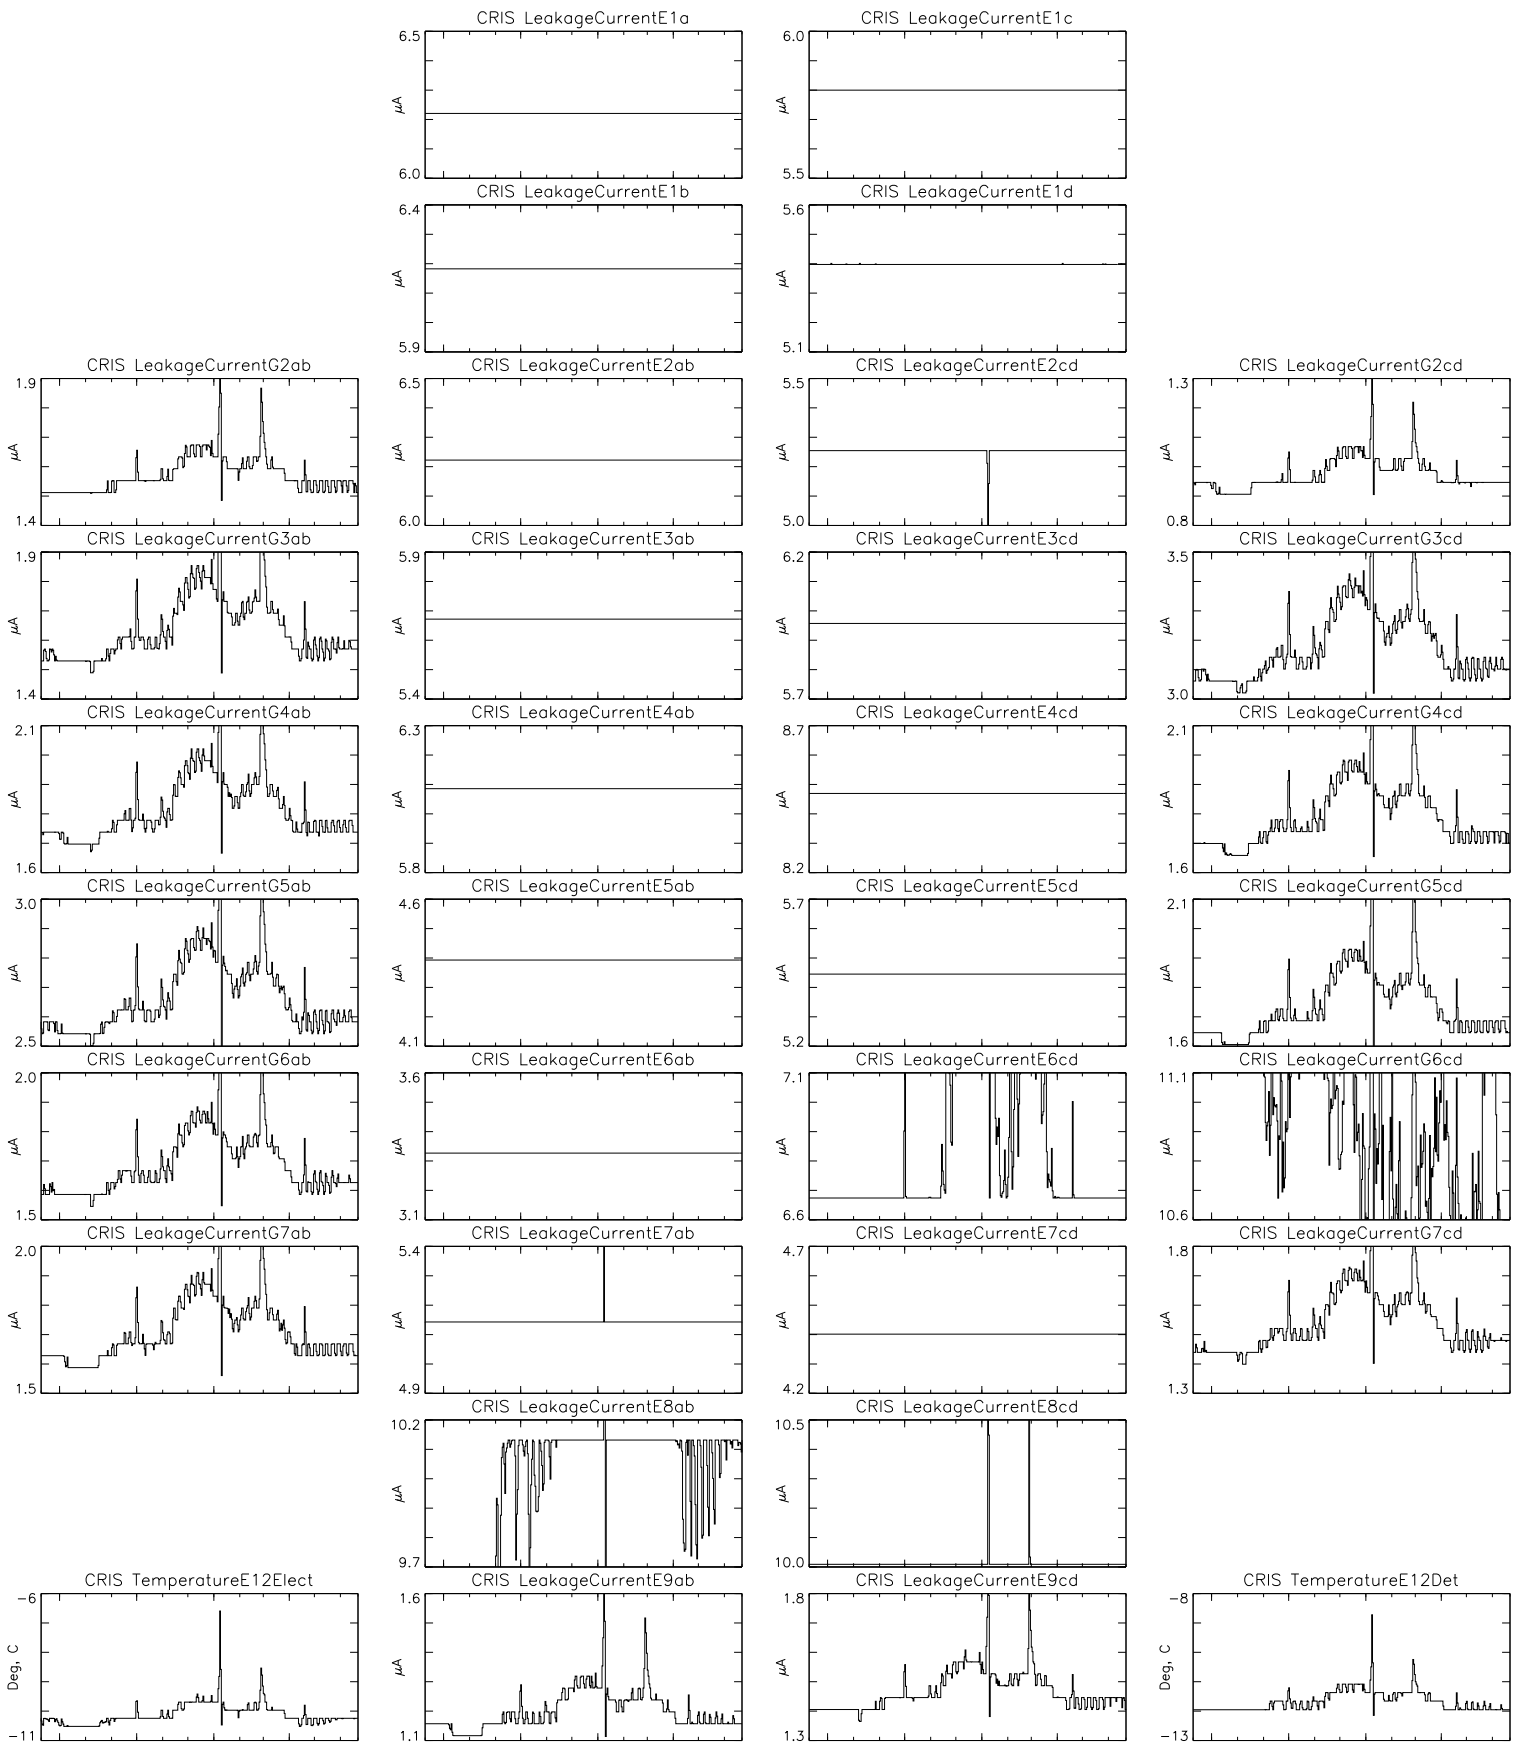 CRIS LeakageCurrentE1a CRIS LeakageCurrentE1c
6.5 6.0
μA μA
6.0 5.5
CRIS LeakageCurrentE1b CRIS LeakageCurrentE1d
6.4 5.6
μA μA
5.9 5.1
CRIS LeakageCurrentG2ab CRIS LeakageCurrentE2ab CRIS LeakageCurrentE2cd CRIS LeakageCurrentG2cd
1.9 6.5 5.5 1.3
μA μA μA μA
1.4 6.0 5.0 0.8
CRIS LeakageCurrentG3ab CRIS LeakageCurrentE3ab CRIS LeakageCurrentE3cd CRIS LeakageCurrentG3cd
1.9 5.9 6.2 3.5
μA μA μA μA
1.4 5.4 5.7 3.0
CRIS LeakageCurrentG4ab CRIS LeakageCurrentE4ab CRIS LeakageCurrentE4cd CRIS LeakageCurrentG4cd
2.1 6.3 8.7 2.1
μA μA μA μA
1.6 5.8 8.2 1.6
CRIS LeakageCurrentG5ab CRIS LeakageCurrentE5ab CRIS LeakageCurrentE5cd CRIS LeakageCurrentG5cd
3.0 4.6 5.7 2.1
μA μA μA μA
2.5 4.1 5.2 1.6
CRIS LeakageCurrentG6ab CRIS LeakageCurrentE6ab CRIS LeakageCurrentE6cd CRIS LeakageCurrentG6cd
2.0 3.6 7.1 11.1
μA μA μA μA
1.5 3.1 6.6 10.6
CRIS LeakageCurrentG7ab CRIS LeakageCurrentE7ab CRIS LeakageCurrentE7cd CRIS LeakageCurrentG7cd
2.0 5.4 4.7 1.8
μA μA μA μA
1.5 4.9 4.2 1.3
CRIS LeakageCurrentE8ab CRIS LeakageCurrentE8cd
10.2 10.5
μA μA
9.7 10.0
CRIS TemperatureE12Elect CRIS LeakageCurrentE9ab CRIS LeakageCurrentE9cd CRIS TemperatureE12Det
-6 1.6 1.8 -8
Deg, C μA μA Deg, C
-11 1.1 1.3 -13